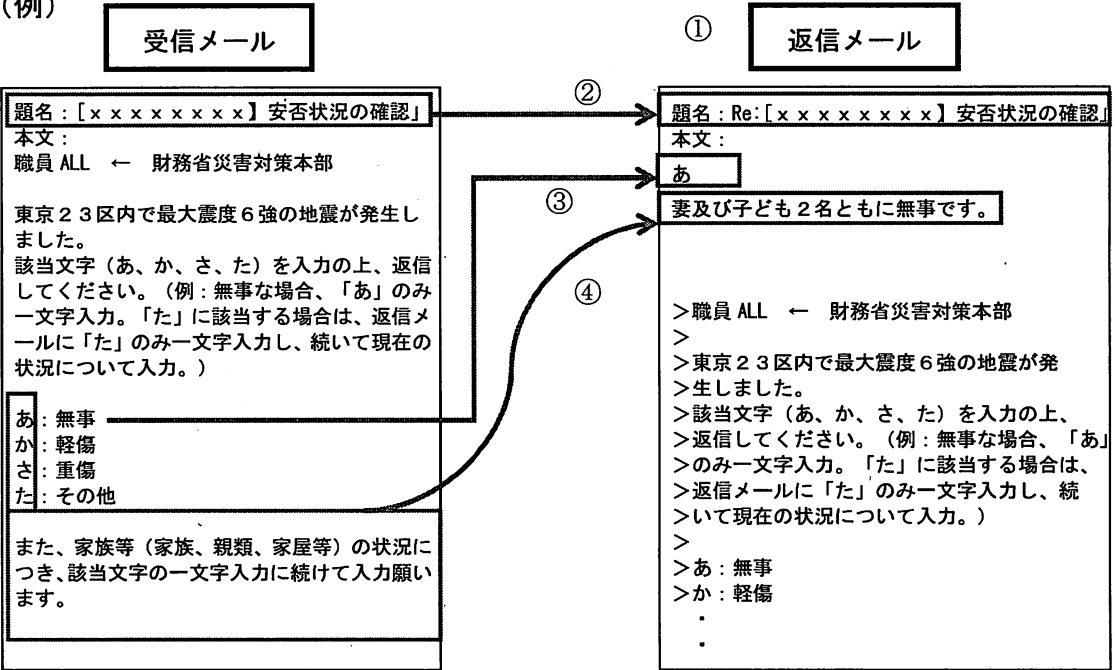 (例)
受信メール
① 返信メール
題名：[ｘｘｘｘｘｘｘｘ】安否状況の確認」
本文：
職員 ALL ← 財務省災害対策本部
東京２３区内で最大震度６強の地震が発生し
ました。
該当文字（あ、か、さ、た）を入力の上、返信
してください。（例：無事な場合、「あ」のみ
一文字入力。「た」に該当する場合は、返信メ
ールに「た」のみ一文字入力し、続いて現在の
状況について入力。）
あ：無事
か：軽傷
さ：重傷
た：その他
また、家族等（家族、親類、家屋等）の状況に
つき、該当文字の一文字入力に続けて入力願い
ます。
②
③
④
題名：Re:[ｘｘｘｘｘｘｘｘ】安否状況の確認」
本文：
あ
妻及び子ども２名ともに無事です。
＞職員 ALL ← 財務省災害対策本部
＞
＞東京２３区内で最大震度６強の地震が発
＞生しました。
＞該当文字（あ、か、さ、た）を入力の上、
＞返信してください。（例：無事な場合、「あ」
＞のみ一文字入力。「た」に該当する場合は、
＞返信メールに「た」のみ一文字入力し、続
＞いて現在の状況について入力。）
＞
＞あ：無事
＞か：軽傷
・
・